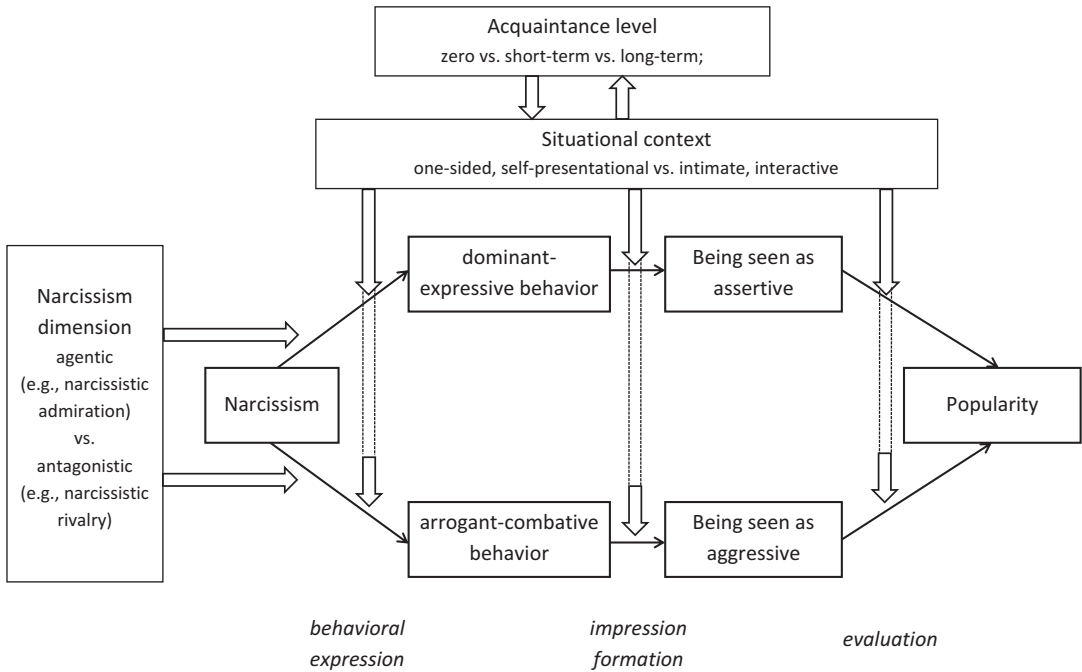 Acquaintance level
zero vs. short-term vs. long-term;
Situational context
one-sided, self-presentational vs. intimate, interactive
Narcissism
dimension
agentic
(e.g., narcissistic
admiration)
vs.
antagonistic
(e.g., narcissistic
rivalry)
Narcissism
dominant-
expressive behavior
Being seen as
assertive
arrogant-combative
behavior
Being seen as
aggressive
Popularity
behavioral
expression
impression
formation
evaluation